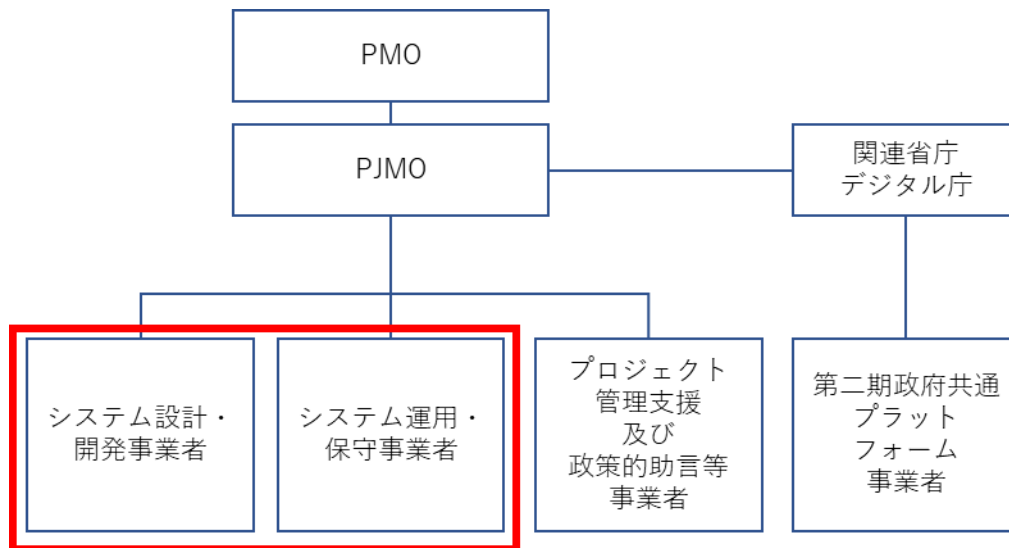 PMO
PJMO
関連省庁
デジタル庁
システム設計・
開発事業者
システム運用・
保守事業者
プロジェクト
管理支援
及び
政策的助言等
事業者
第二期政府共通
プラット
フォーム
事業者